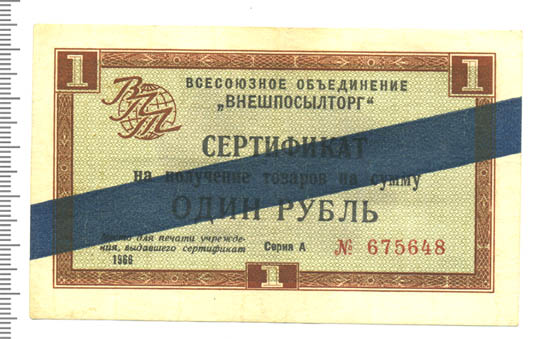 1
1
ВПТ
ВСЕСОЮЗНОЕ ОБЪЕДИНЕНИЕ
„ВНЕШПОСЫЛТОРГ“
СЕРТИФИКАТ
на получение товаров на сумму
ОДИН РУБЛЬ
Место для печати учрежде-
ния, выдавшего сертификат
1966
Серия А
№ 675648
1